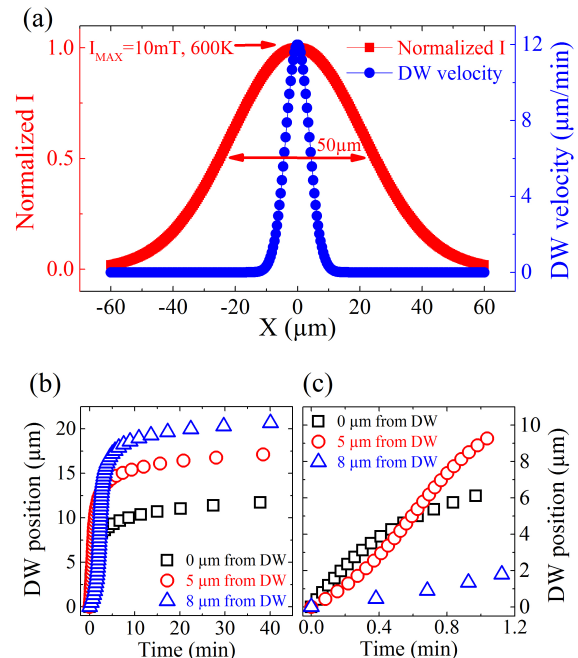 (a)
I_MAX=10mT, 600K
Normalized I
DW velocity
50µm
1.0
0.5
0.0
Normalized I
12
9
6
3
0
DW velocity (µm/min)
-60 -40 -20 0 20 40 60
X (µm)
(b)
DW position (µm)
20
15
10
5
0
0 µm from DW
5 µm from DW
8 µm from DW
0 10 20 30 40
Time (min)
(c)
0 µm from DW
5 µm from DW
8 µm from DW
10
8
6
4
2
0
DW position (µm)
0.0 0.4 0.8 1.2
Time (min)